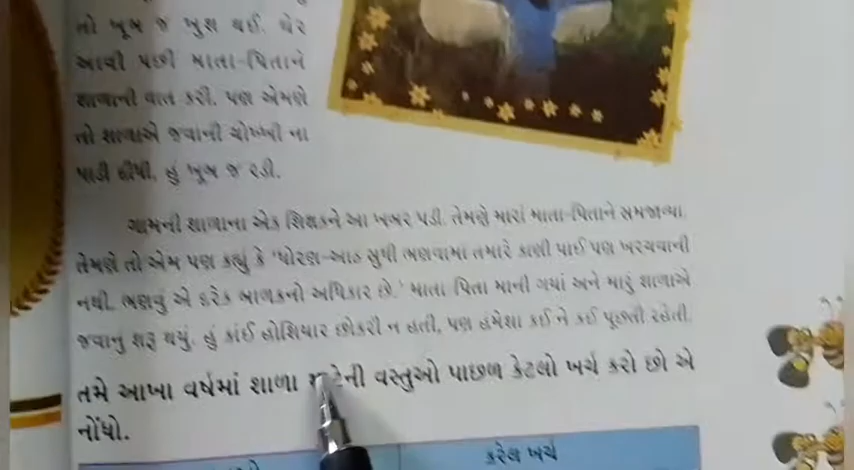 તો ખૂબ જ ખુશ થઈ. ઘેર
આવી પછી માતા-પિતાને
શાળાની વાત કરી. પણ એમણે
તો શાળાએ જવાની ચોખ્ખી ના
પાડી દીધી. હું ખૂબ જ રડી.
ગામની શાળાના એક શિક્ષકને આ ખબર પડી. તેમણે મારાં માતા-પિતાને સમજાવ્યા.
તેમણે તો એમ પણ કહ્યું કે ‘ધોરણ-આઠ સુધી ભણવામાં તમારે કાણી પાઈ પણ ખરચવાની
નથી. ભણવું એ દરેક બાળકનો અધિકાર છે.’ માતા પિતા માની ગયાં અને મારું શાળાએ
જવાનું શરૂ થયું. હું કાંઈ હોશિયાર છોકરી ન હતી, પણ હંમેશા કઈ ને કઈ પૂછતી રહેતી.
તમે આખા વર્ષમાં શાળા માટેની વસ્તુઓ પાછળ કેટલો ખર્ચ કરો છો એ
નોંધો.
કરેલ ખર્ચ